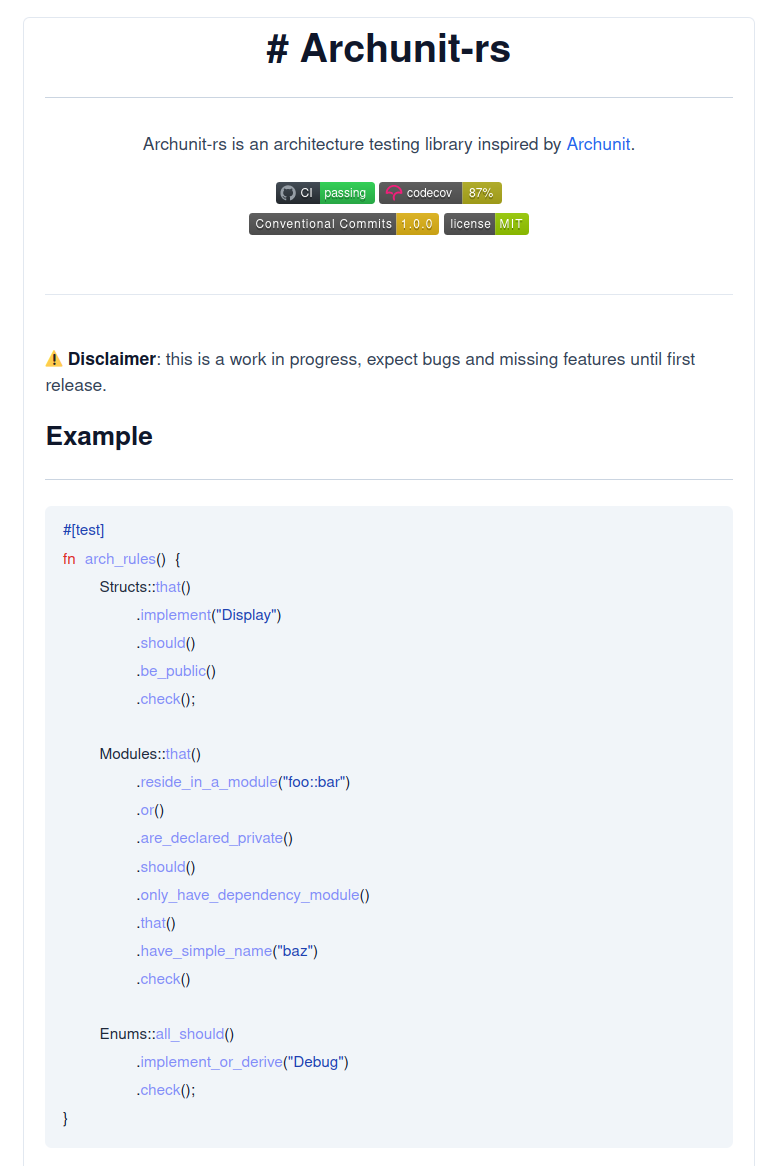 # Archunit-rs
Archunit-rs is an architecture testing library inspired by Archunit.
CI passing codecov 87%
Conventional Commits 1.0.0 license MIT
⚠️ Disclaimer: this is a work in progress, expect bugs and missing features until first
release.
Example
#[test]
fn arch_rules() {
    Structs::that()
        .implement("Display")
        .should()
        .be_public()
        .check();

    Modules::that()
        .reside_in_a_module("foo::bar")
        .or()
        .are_declared_private()
        .should()
        .only_have_dependency_module()
        .that()
        .have_simple_name("baz")
        .check()

    Enums::all_should()
        .implement_or_derive("Debug")
        .check();
}